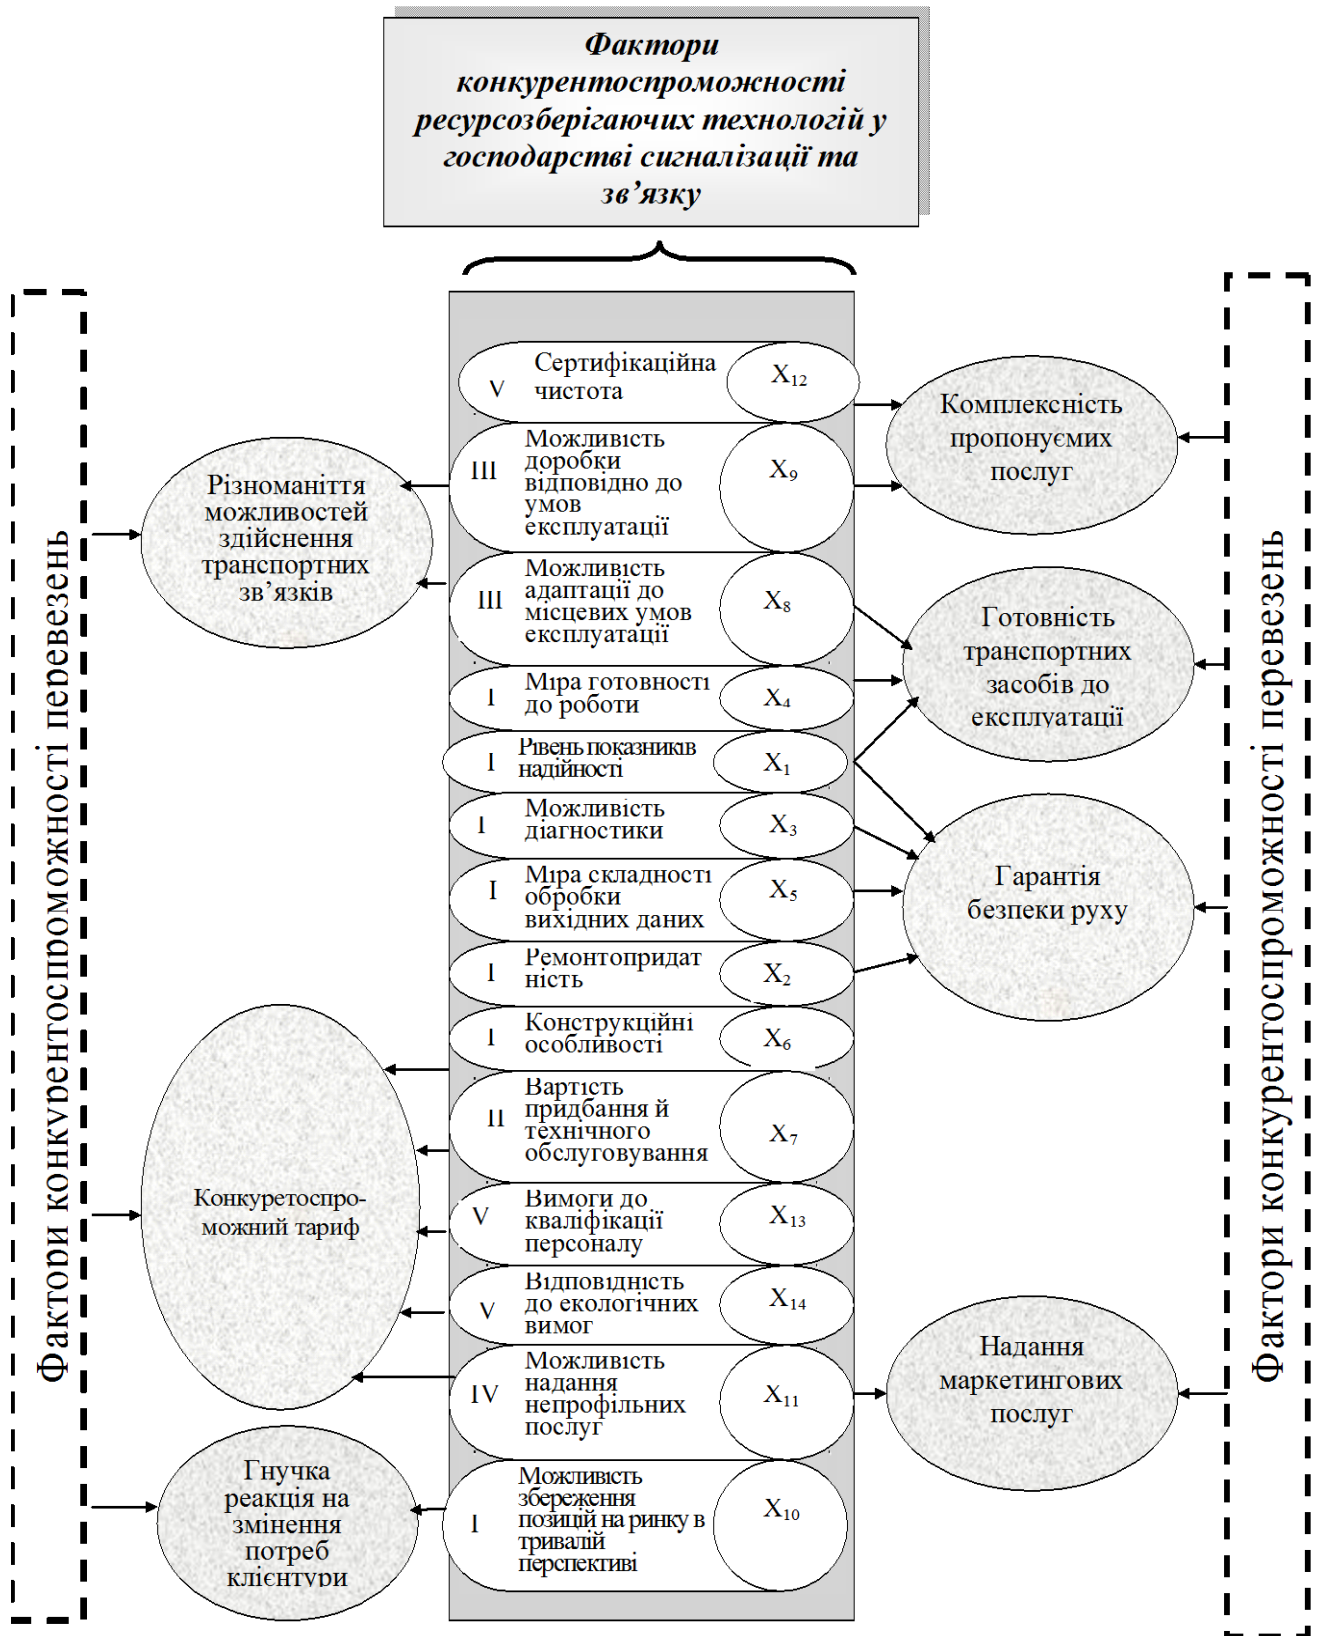 Фактори
конкурентоспроможності
ресурсозберігаючих технологій у
господарстві сигналізації та
зв’язку
Фактори конкурентоспроможності перевезень
Різноманіття
можливостей
здійснення
транспортних
зв’язків
Конкуретоспро-
можний тариф
Гнучка
реакція на
змінення
потреб
клієнтури
V
Сертифікаційна
чистота
X12
III
Можливість
доробки
відповідно до
умов
експлуатації
X9
III
Можливість
адаптації до
місцевих умов
експлуатації
X8
I
Міра готовності
до роботи
X4
I
Рівень показників
надійності
X1
I
Можливість
діагностики
X3
I
Міра складності
обробки
вихідних даних
X5
I
Ремонтопридат
ність
X2
I
Конструкційні
особливості
X6
II
Вартість
придбання й
технічного
обслуговування
X7
V
Вимоги до
кваліфікації
персоналу
X13
V
Відповідність
до екологічних
вимог
X14
IV
Можливість
надання
непрофільних
послуг
X11
I
Можливість
збереження
позицій на ринку в
тривалій
перспективі
X10
Комплексність
пропонуємих
послуг
Готовність
транспортних
засобів до
експлуатації
Гарантія
безпеки руху
Надання
маркетингових
послуг
Фактори конкурентоспроможності перевезень